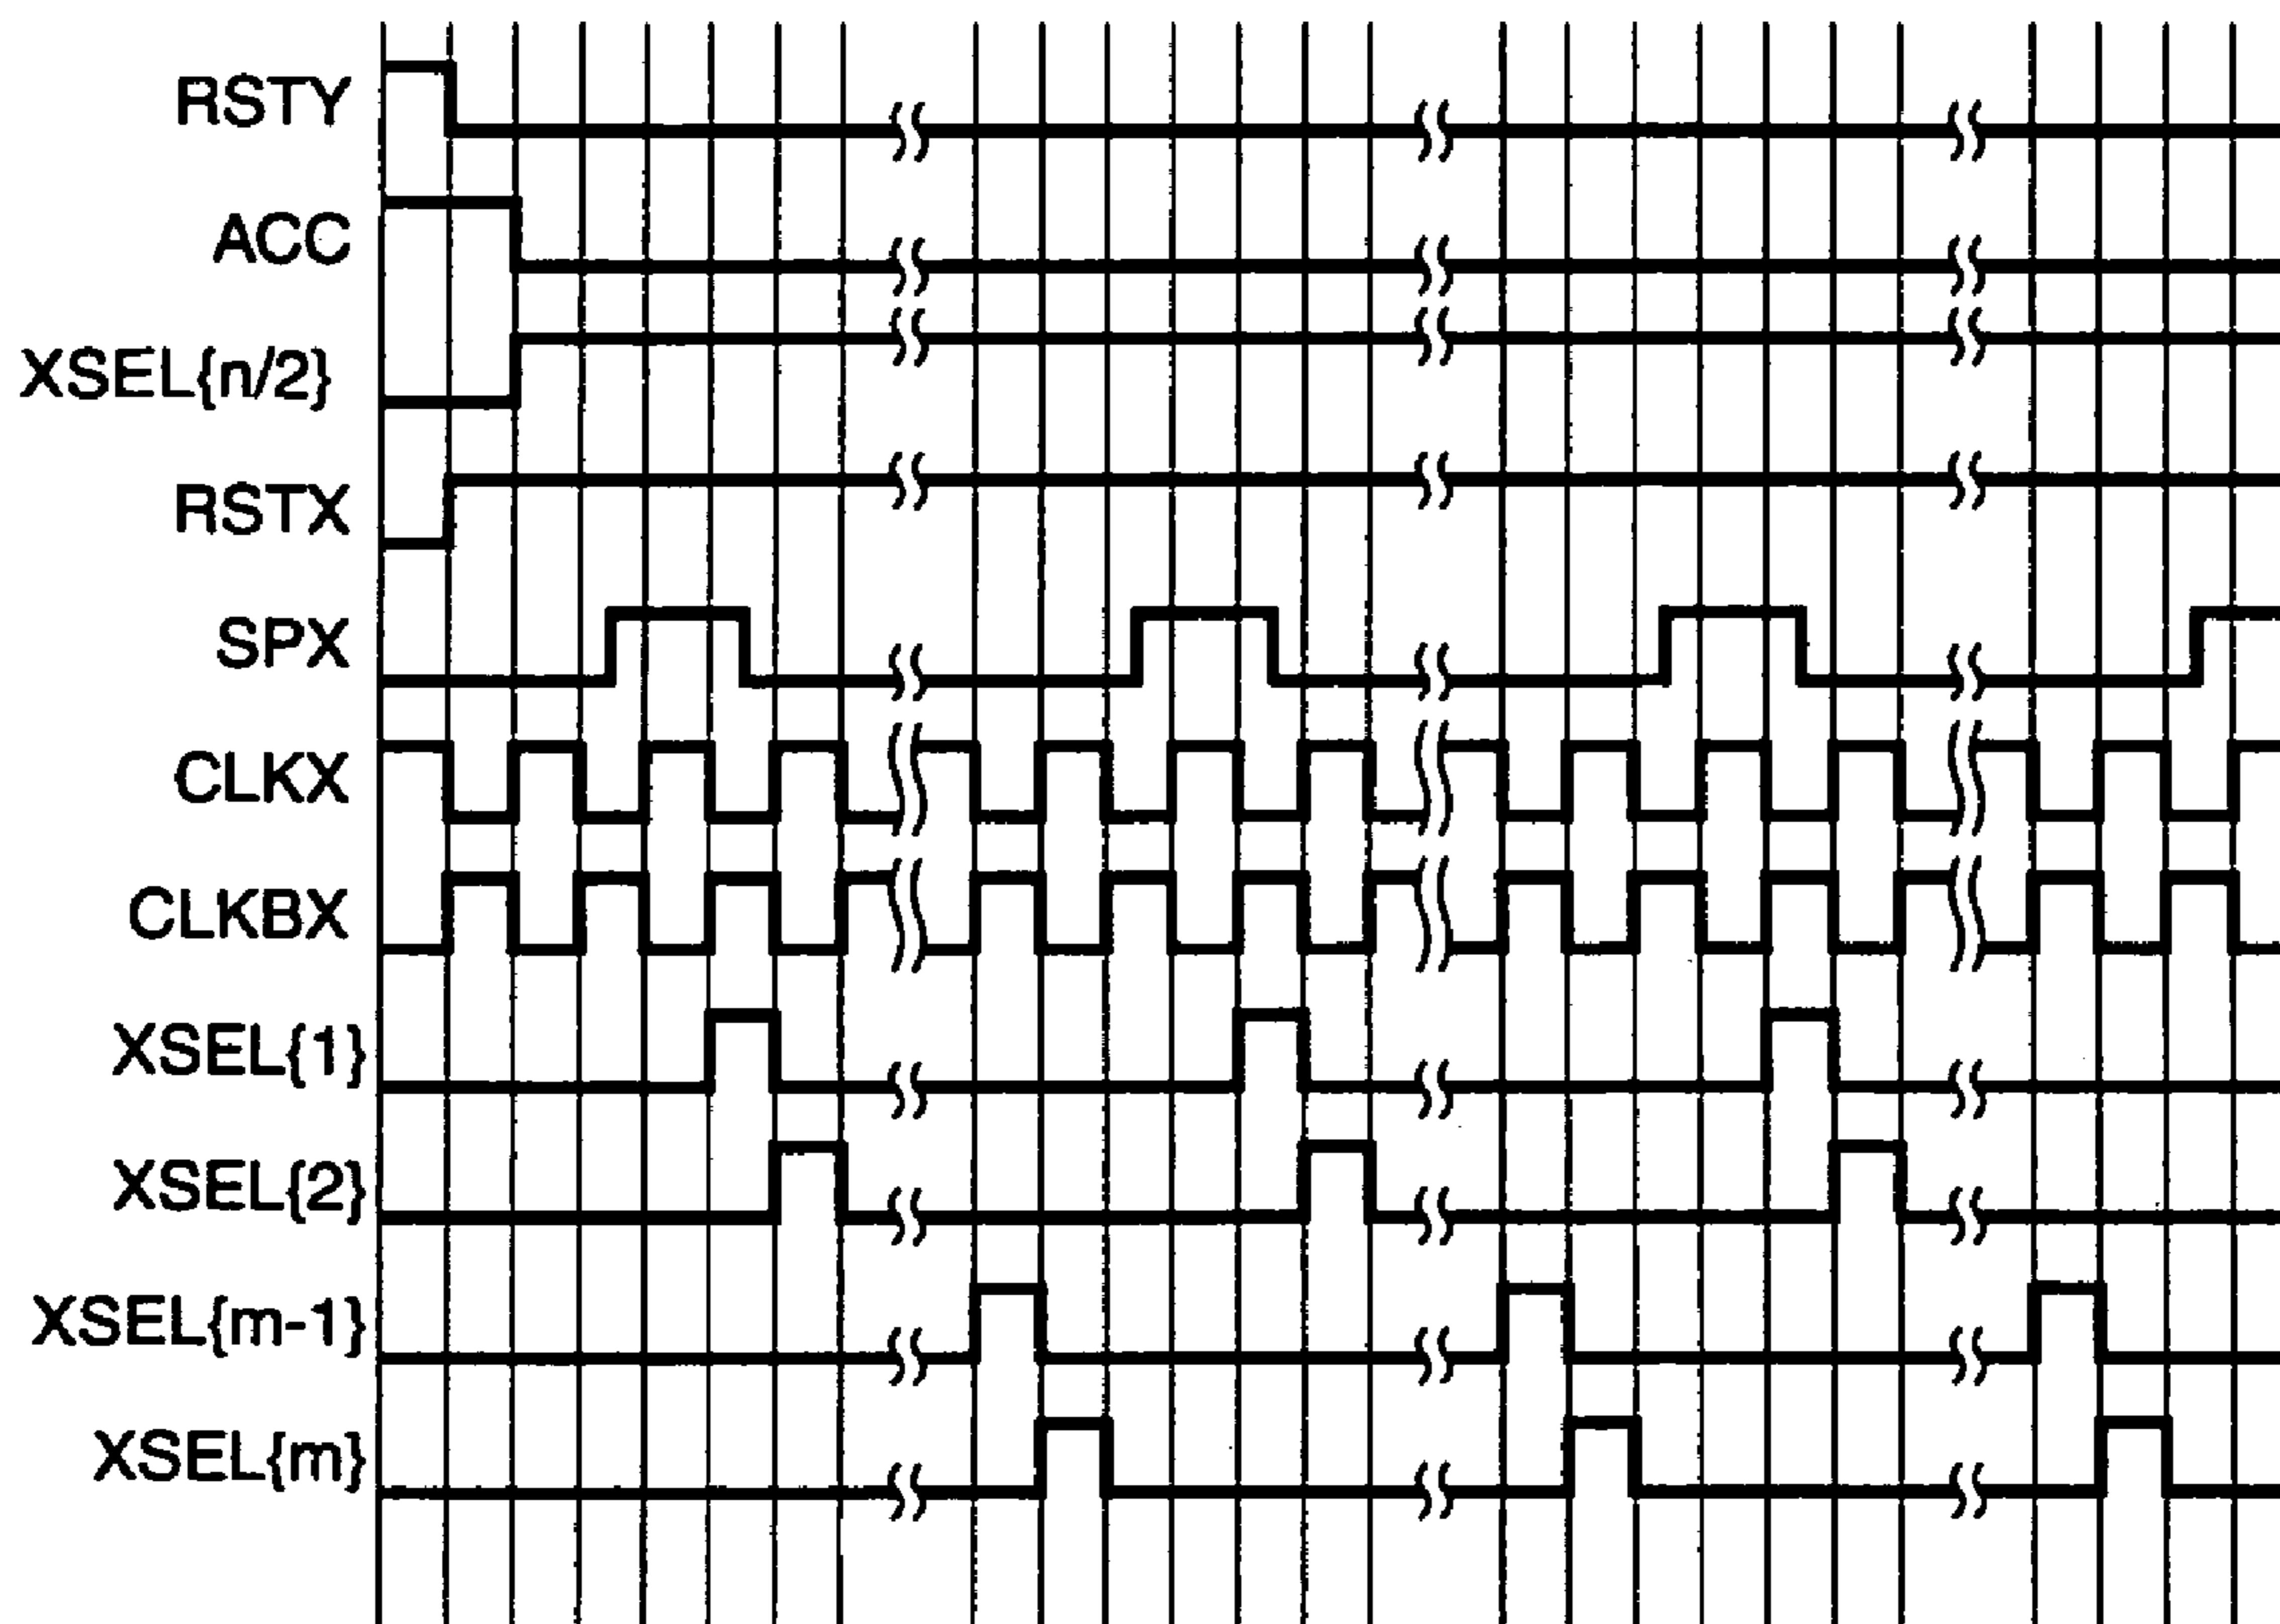 RSTY
ACC
XSEL{n/2}
RSTX
SPX
CLKX
CLKBX
XSEL{1}
XSEL{2}
XSEL{m-1}
XSEL{m}